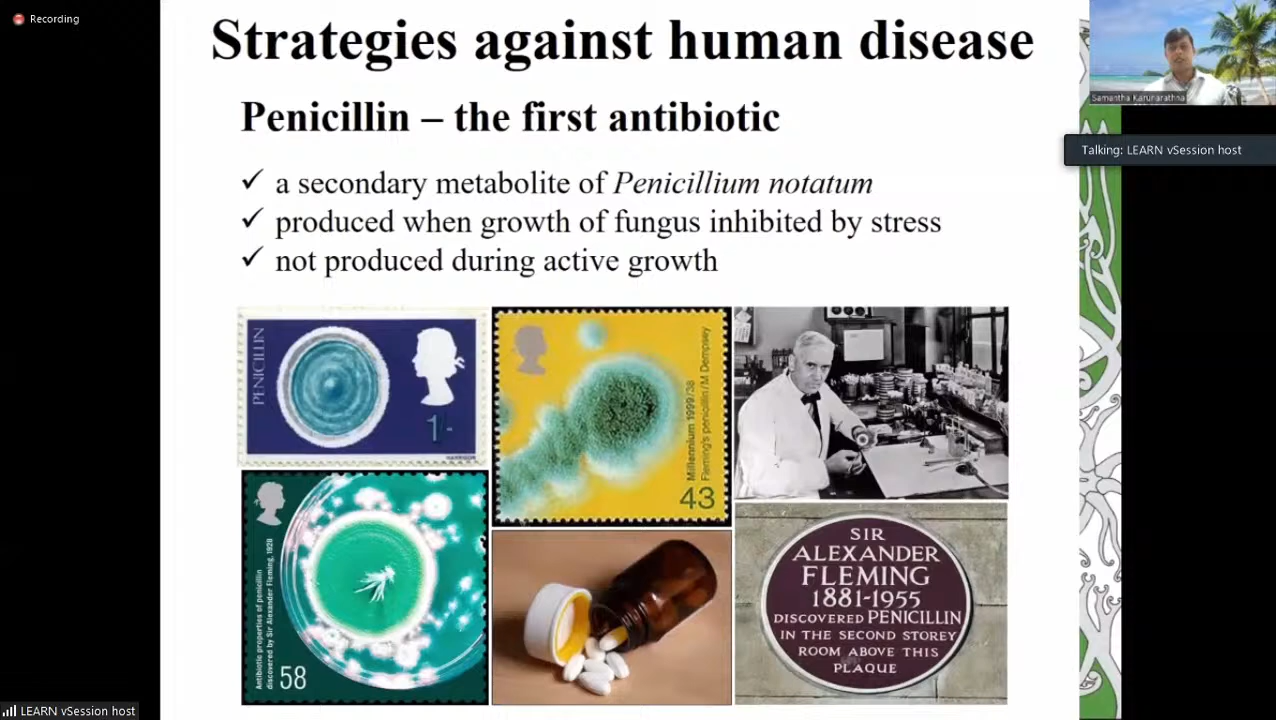 Recording
Strategies against human disease
Penicillin – the first antibiotic
✓ a secondary metabolite of Penicillium notatum
✓ produced when growth of fungus inhibited by stress
✓ not produced during active growth
PENICILLIN
1/-
Millennium 1999/38
Fleming's penicillin/M Dempsey
43
Antibiotic properties of penicillin
discovered by Sir Alexander Fleming, 1928
58
SIR
ALEXANDER
FLEMING
1881-1955
DISCOVERED PENICILLIN
IN THE SECOND STOREY
ROOM ABOVE THIS
PLAQUE
Samantha Karunarathna
Talking: LEARN vSession host
LEARN vSession host